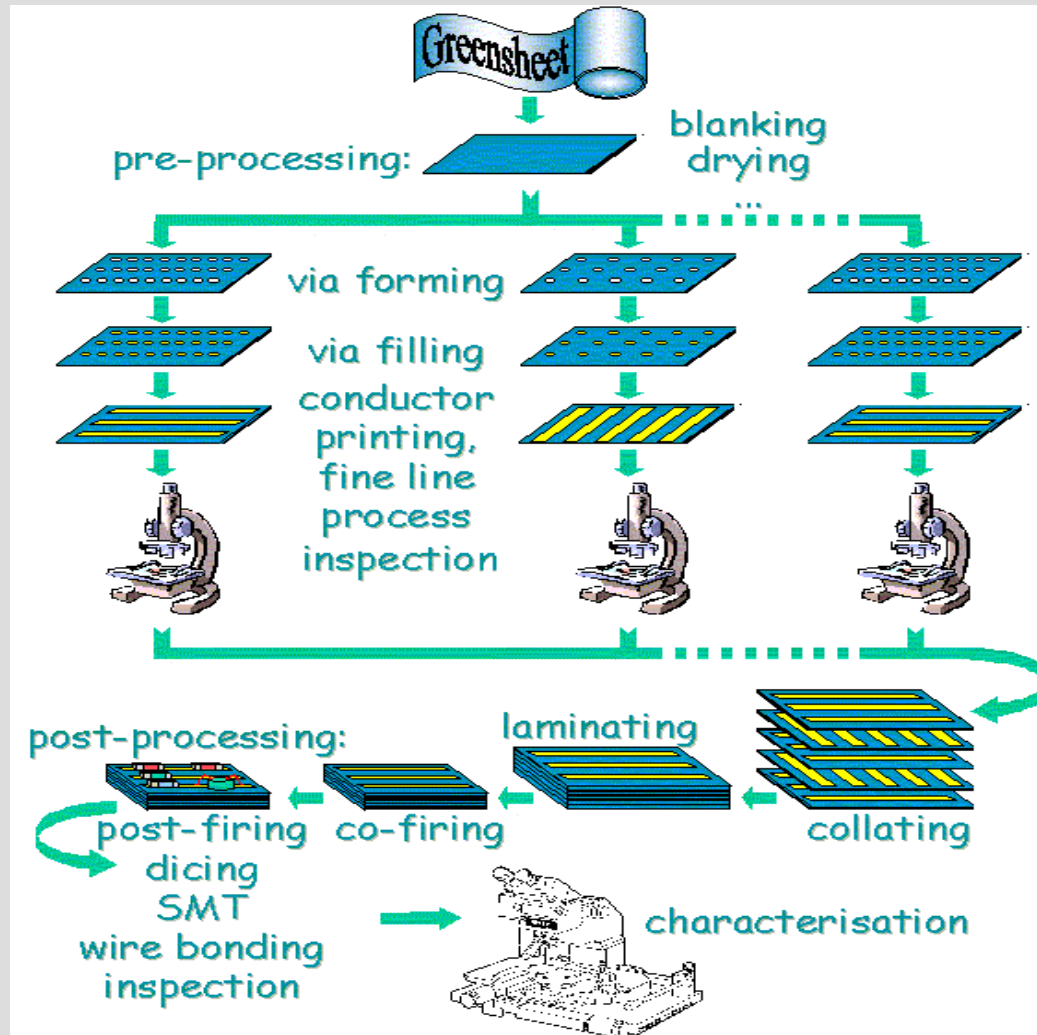 Greensheet
pre-processing:
blanking
drying
...
via forming
via filling
conductor
printing,
fine line
process
inspection
post-processing:
laminating
post-firing
co-firing
collating
dicing
SMT
wire bonding
inspection
characterisation